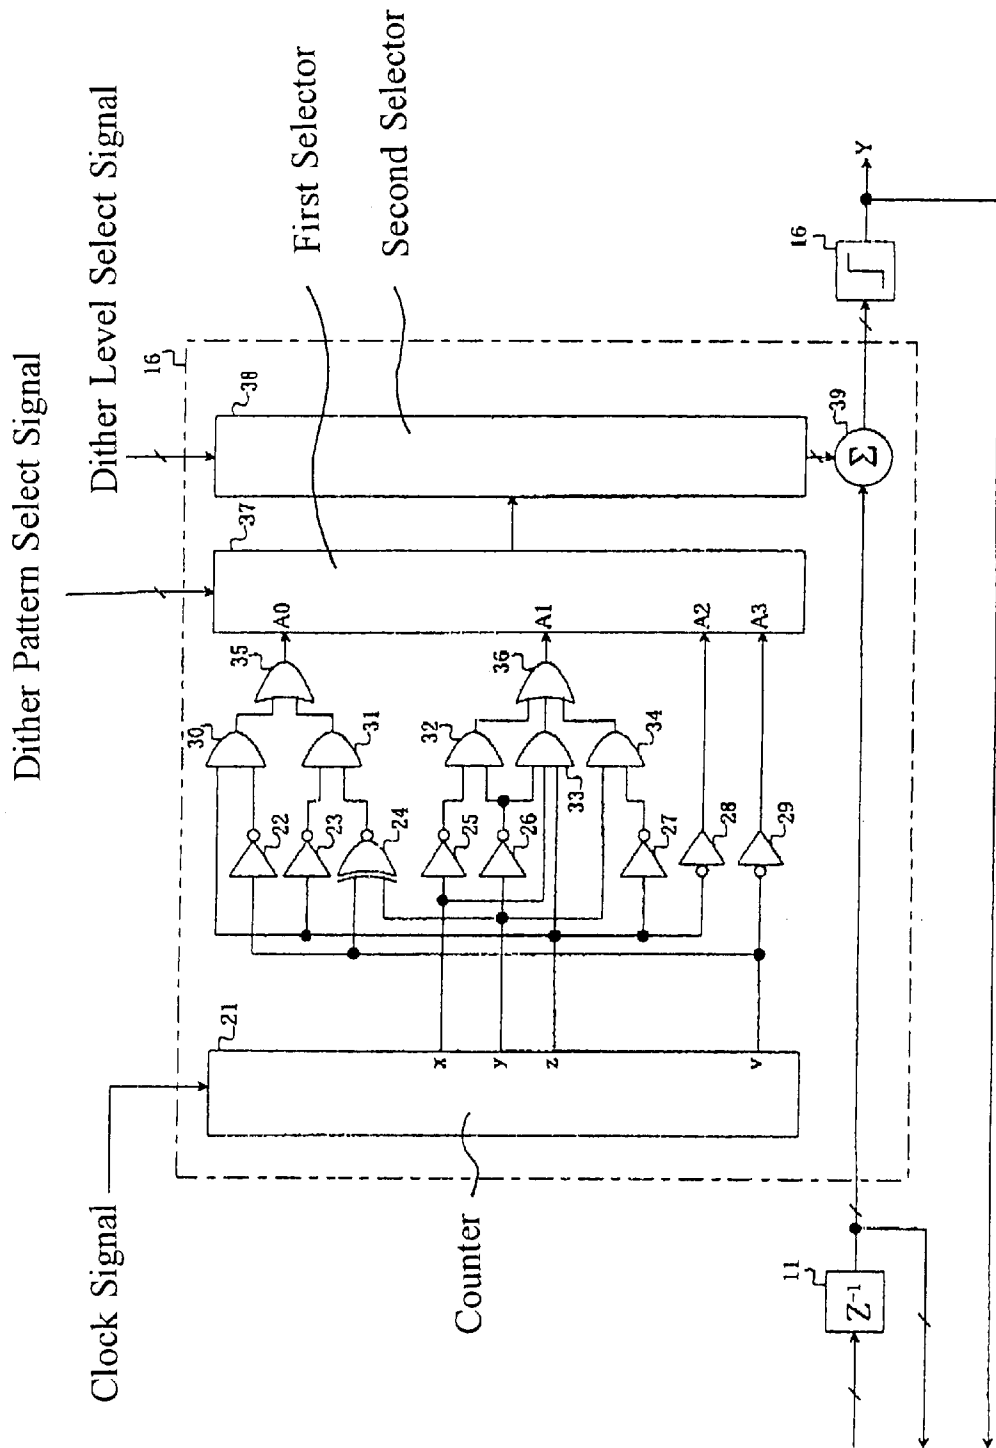 Dither Pattern Select Signal
Dither Level Select Signal
First Selector
Second Selector
Clock Signal
Counter
16
38
37
39
Σ
16
Y
A0
A1
A2
A3
35
36
30
31
32
33
34
22
23
24
25
26
27
28
29
21
x
y
z
v
11
Z⁻¹